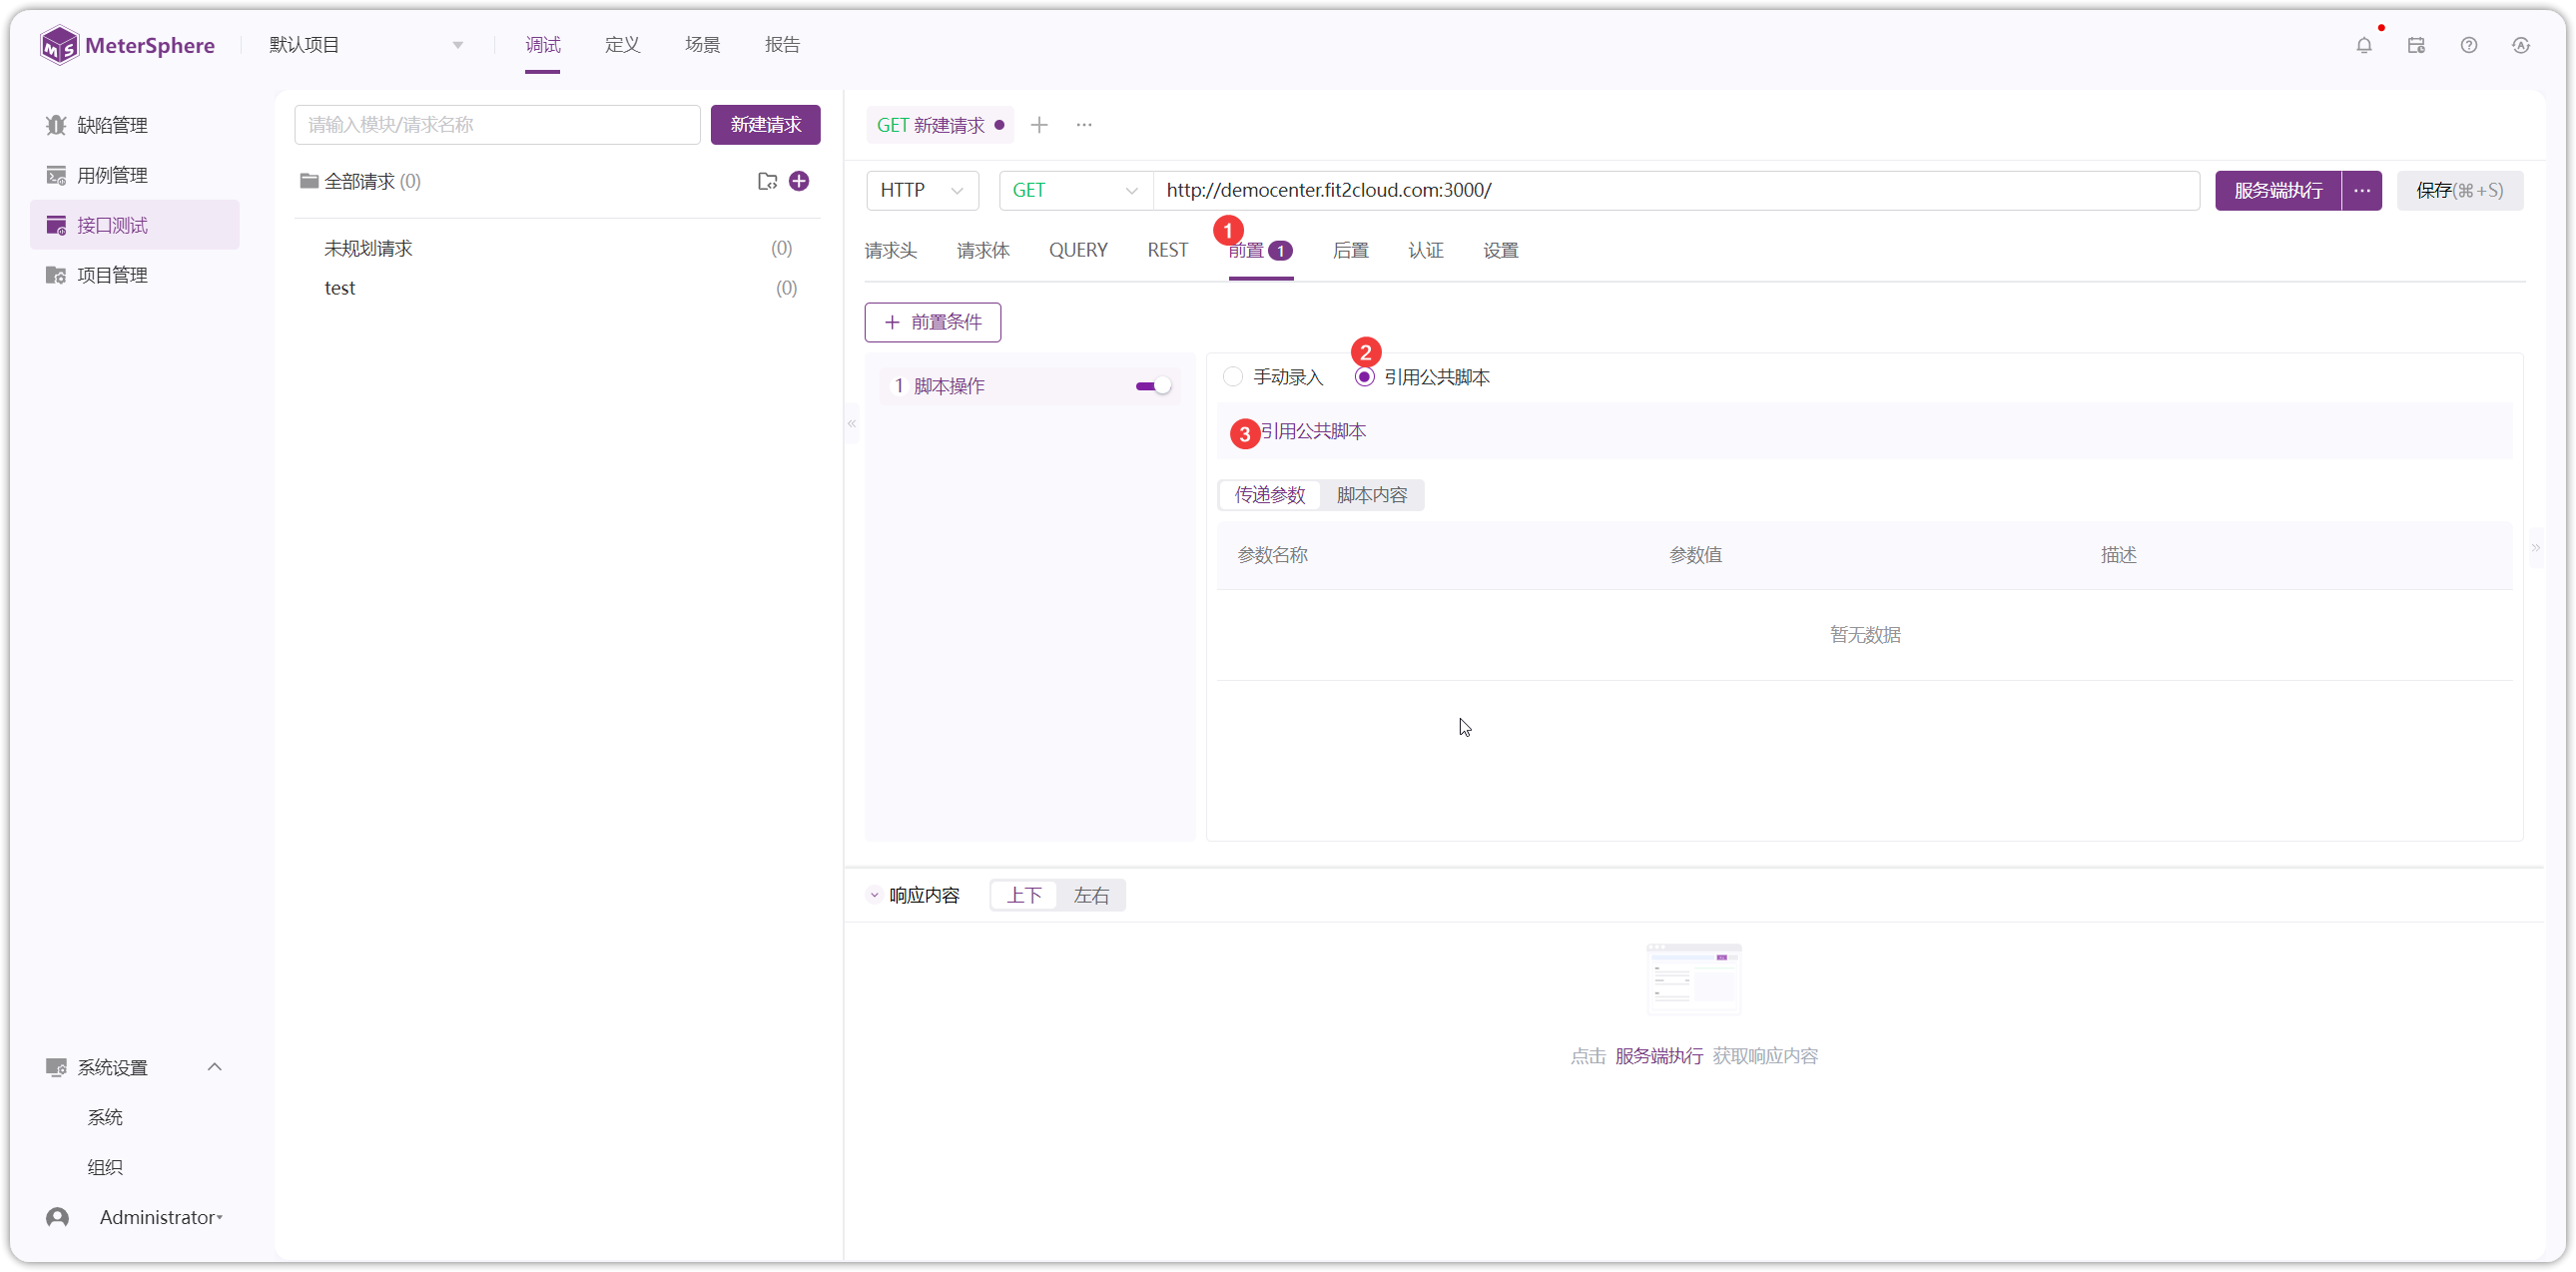 MeterSphere
默认项目
调试
定义
场景
报告
缺陷管理
用例管理
接口测试
项目管理
系统设置
系统
组织
Administrator
请输入模块/请求名称
新建请求
全部请求 (0)
未规划请求 (0)
test (0)
GET 新建请求
HTTP
GET
http://democenter.fit2cloud.com:3000/
服务端执行
保存(⌘+S)
1
请求头
请求体
QUERY
REST
前置 1
后置
认证
设置
+ 前置条件
1 脚本操作
2
手动录入
引用公共脚本
3 引用公共脚本
传递参数
脚本内容
参数名称
参数值
描述
暂无数据
响应内容
上下
左右
点击 服务端执行 获取响应内容